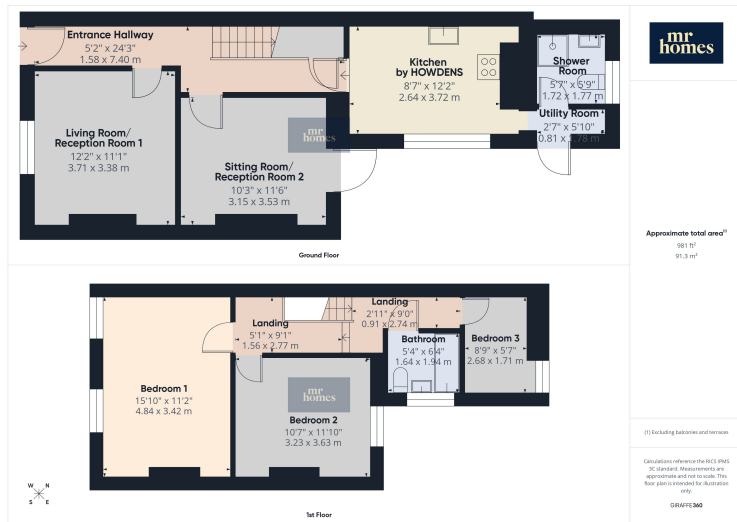 Entrance Hallway
5'2" x 24'3"
1.58 x 7.40 m
Living Room/
Reception Room 1
12'2" x 11'1"
3.71 x 3.38 m
Sitting Room/
Reception Room 2
10'3" x 11'6"
3.15 x 3.53 m
mr
homes
Kitchen
by HOWDENS
8'7" x 12'2"
2.64 x 3.72 m
Shower
Room
5'7" x 5'9"
1.72 x 1.77 m
Utility Room
2'7" x 5'10"
0.81 x 1.78 m
Ground Floor
Landing
5'1" x 9'1"
1.56 x 2.77 m
Landing
2'11" x 9'0"
0.91 x 2.74 m
Bathroom
5'4" x 6'4"
1.64 x 1.94 m
Bedroom 3
8'9" x 5'7"
2.68 x 1.71 m
Bedroom 1
15'10" x 11'2"
4.84 x 3.42 m
mr
homes
Bedroom 2
10'7" x 11'10"
3.23 x 3.63 m
W N
S E
1st Floor
mr
homes
Approximate total area(1)
981 ft²
91.3 m²
(1) Excluding balconies and terraces
Calculations reference the RICS IPMS
3C standard. Measurements are
approximate and not to scale. This
floor plan is intended for illustration
only.
GIRAFFE360